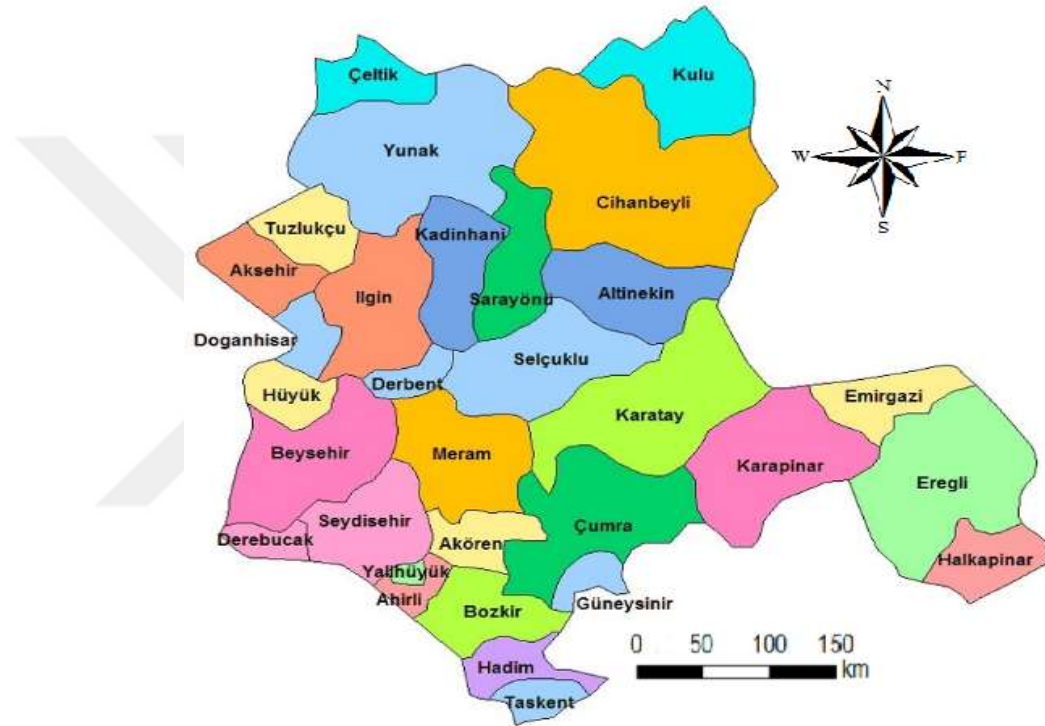 Çeltik
Kulu
Yunak
N
W
E
S
Cihanbeyli
Tuzlukçu
Kadinhani
Aksehir
Ilgin
Sarayönü
Altinekin
Doganhisar
Selçuklu
Derbent
Hüyük
Emirgazi
Karatay
Beysehir
Meram
Karapinar
Eregli
Seydisehir
Çumra
Derebucak
Akören
Halkapinar
Yalihüyük
Ahirli
Güneysinir
Bozkir
0 50 100 150
km
Hadim
Taskent